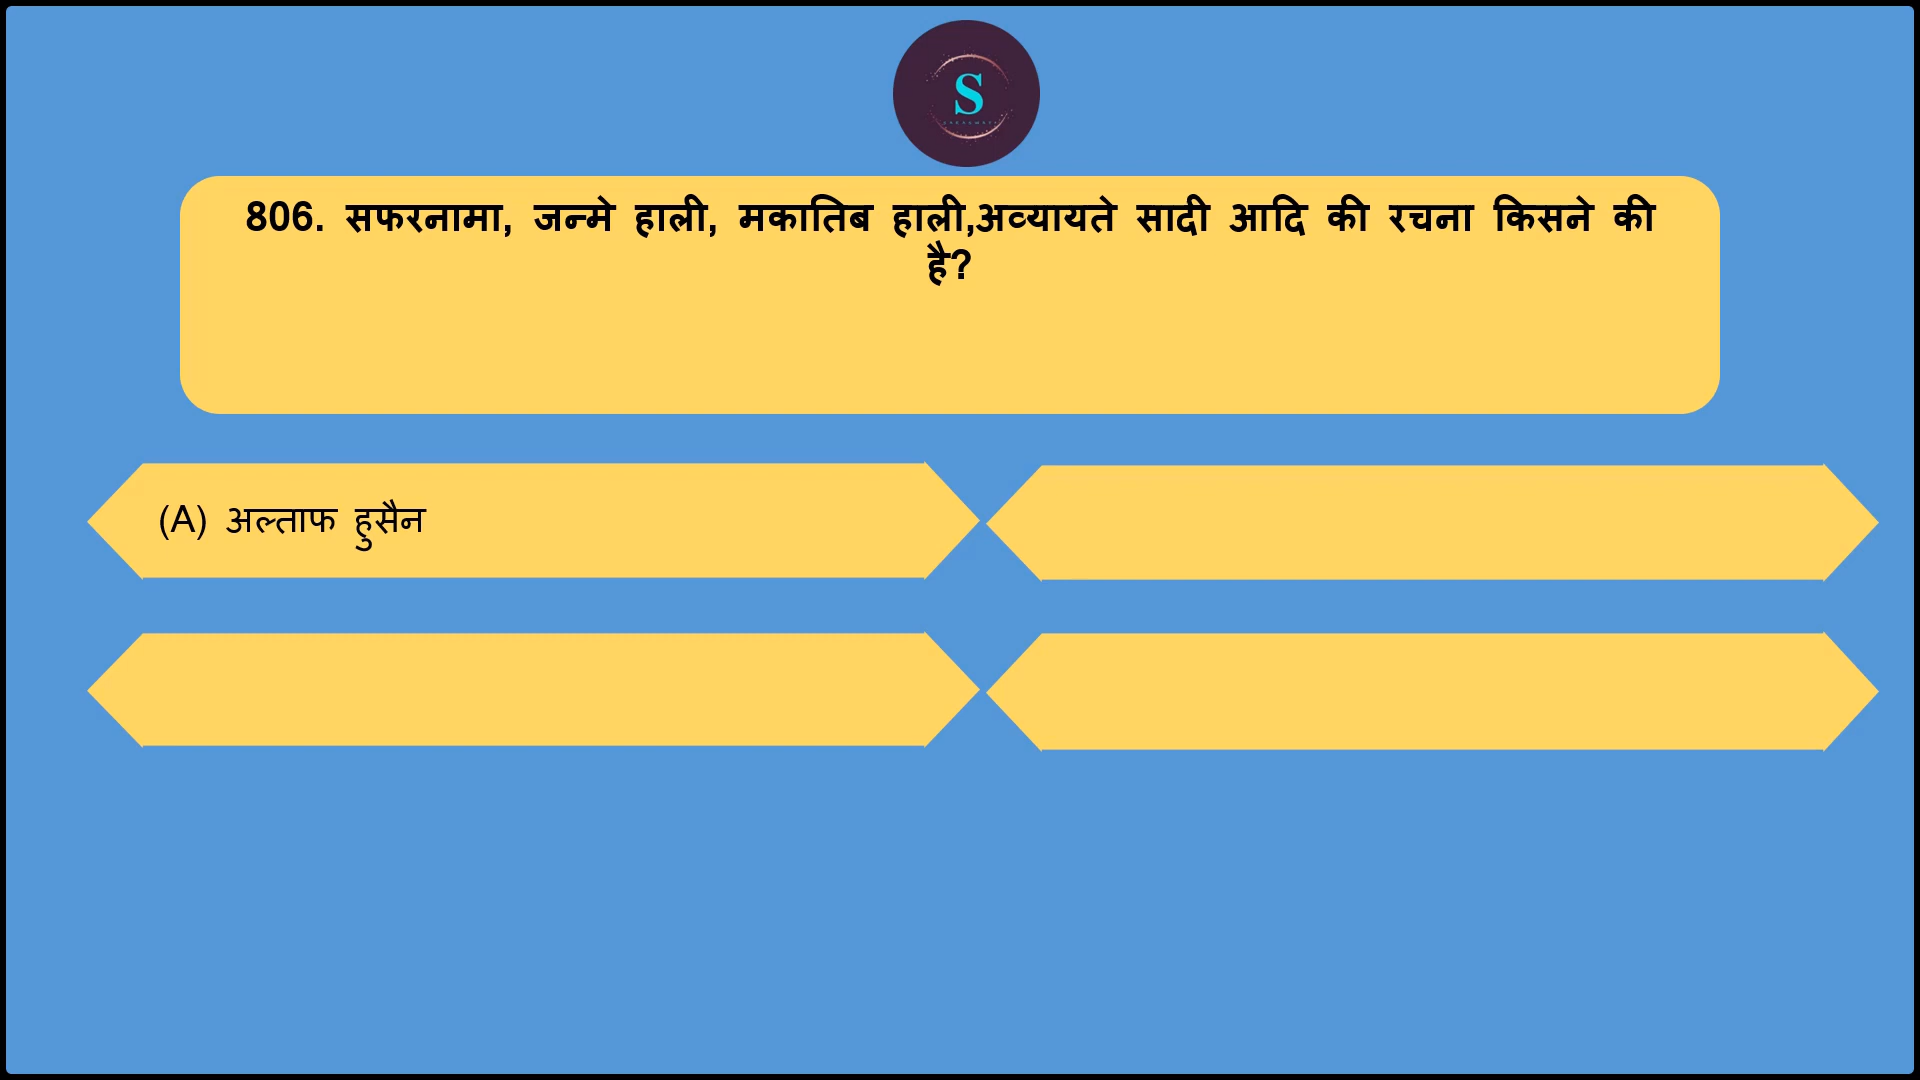 S
806. सफरनामा, जन्मे हाली, मकातिब हाली,अव्यायते सादी आदि की रचना किसने की
है?
(A) अल्ताफ हुसैन